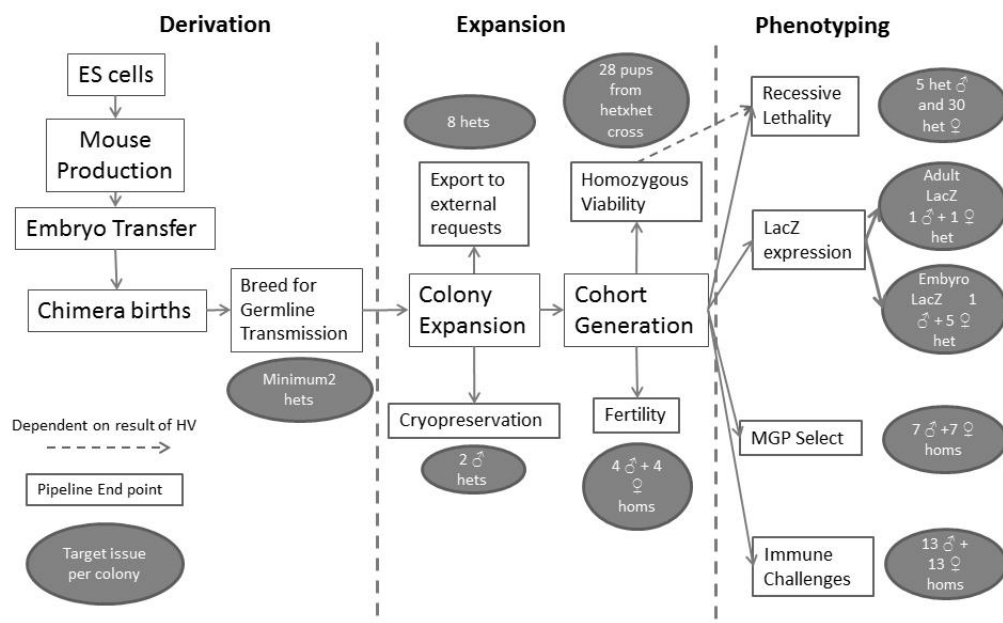 Derivation
Expansion
Phenotyping
ES cells
Mouse
Production
Embryo Transfer
Chimera births
Breed for
Germline
Transmission
Minimum2
hets
Dependent on result of HV
Pipeline End point
Target issue
per colony
8 hets
Export to
external
requests
Colony
Expansion
Cryopreservation
2 ♂
hets
28 pups
from
hetxhet
cross
Homozygous
Viability
Cohort
Generation
Fertility
4 ♂ + 4
♀
homs
Recessive
Lethality
5 het ♂
and 30
het ♀
LacZ
expression
Adult
LacZ
1 ♂ + 1 ♀
het
Embyro
LacZ 1
♂ + 5 ♀
het
MGP Select
7 ♂ +7 ♀
homs
Immune
Challenges
13 ♂ +
13 ♀
homs